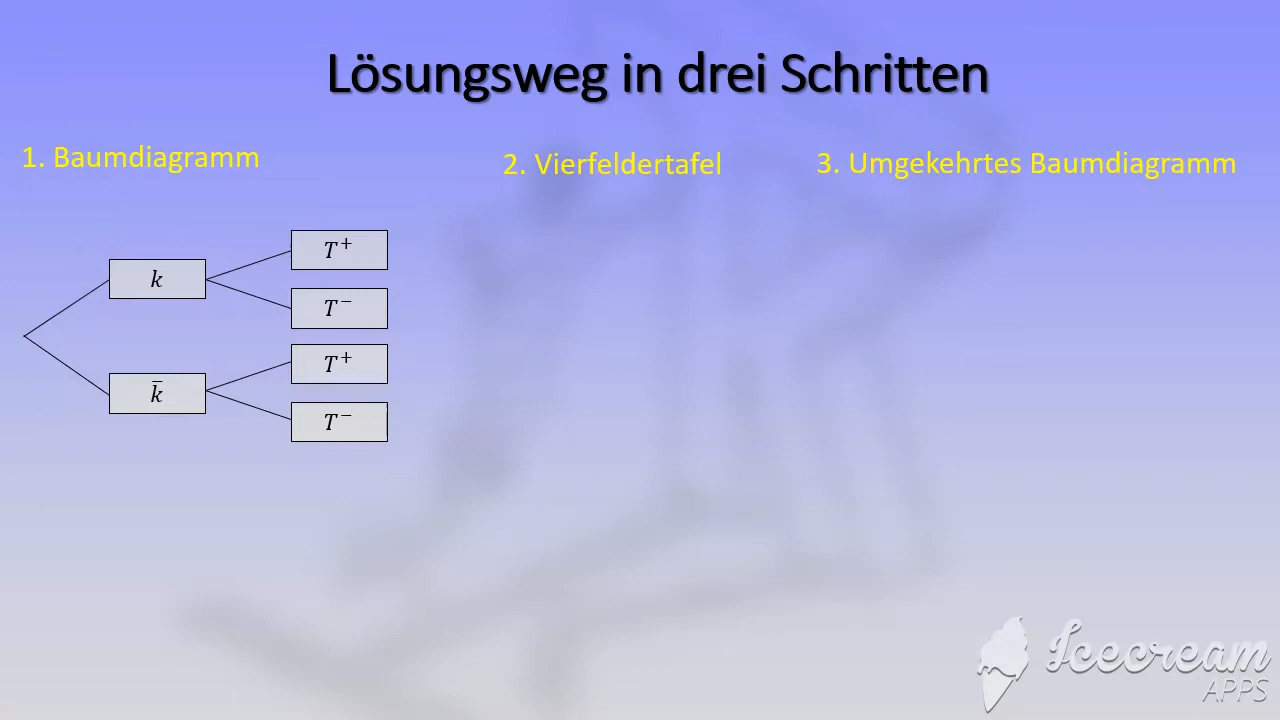 Lösungsweg in drei Schritten
1. Baumdiagramm
2. Vierfeldertafel
3. Umgekehrtes Baumdiagramm
T⁺
k
T⁻
T⁺
k̄
T⁻
Icecream
APPS